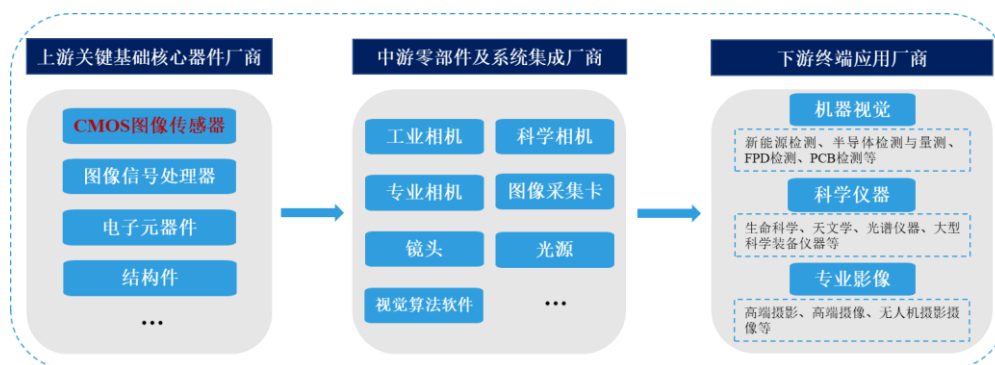 上游关键基础核心器件厂商
CMOS图像传感器
图像信号处理器
电子元器件
结构件
...
中游零部件及系统集成厂商
工业相机
科学相机
专业相机
图像采集卡
镜头
光源
视觉算法软件
...
下游终端应用厂商
机器视觉
新能源检测、半导体检测与量测、
FPD检测、PCB检测等
科学仪器
生命科学、天文学、光谱仪器、大型
科学装备仪器等
专业影像
高端摄影、高端摄像、无人机摄影摄
像等